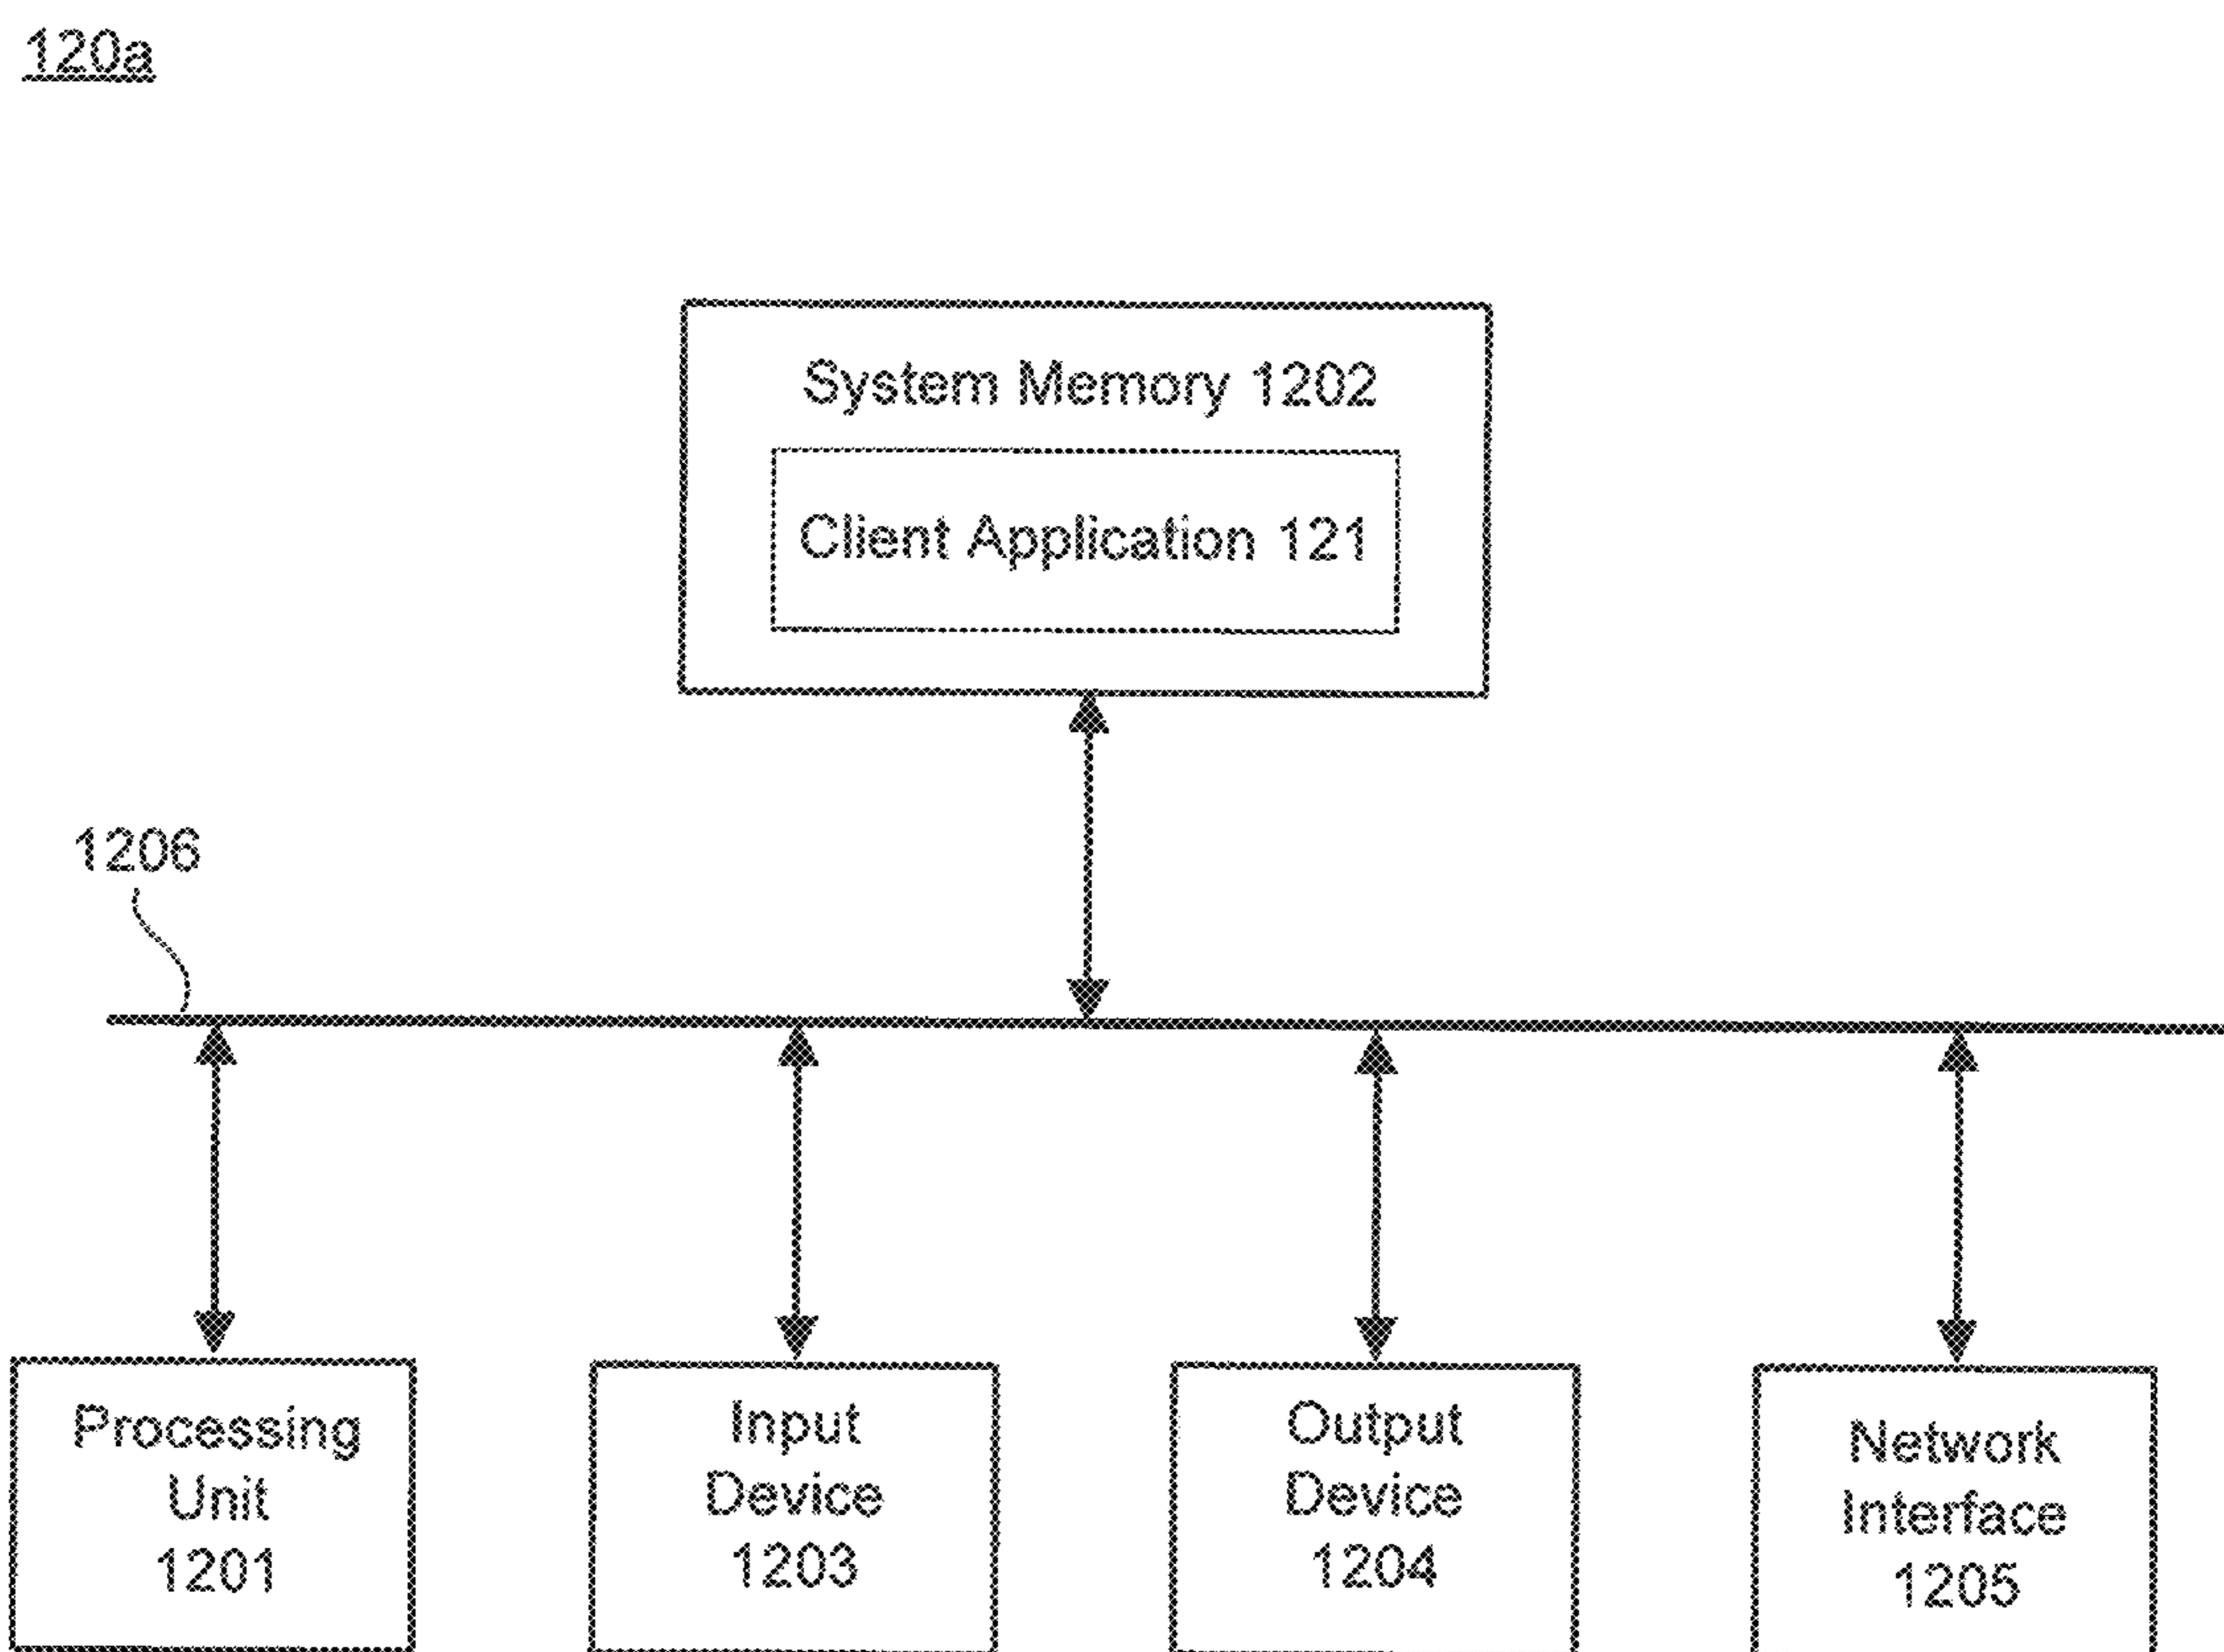 120a
System Memory 1202
Client Application 121
1206
Processing
Unit
1201
Input
Device
1203
Output
Device
1204
Network
Interface
1205